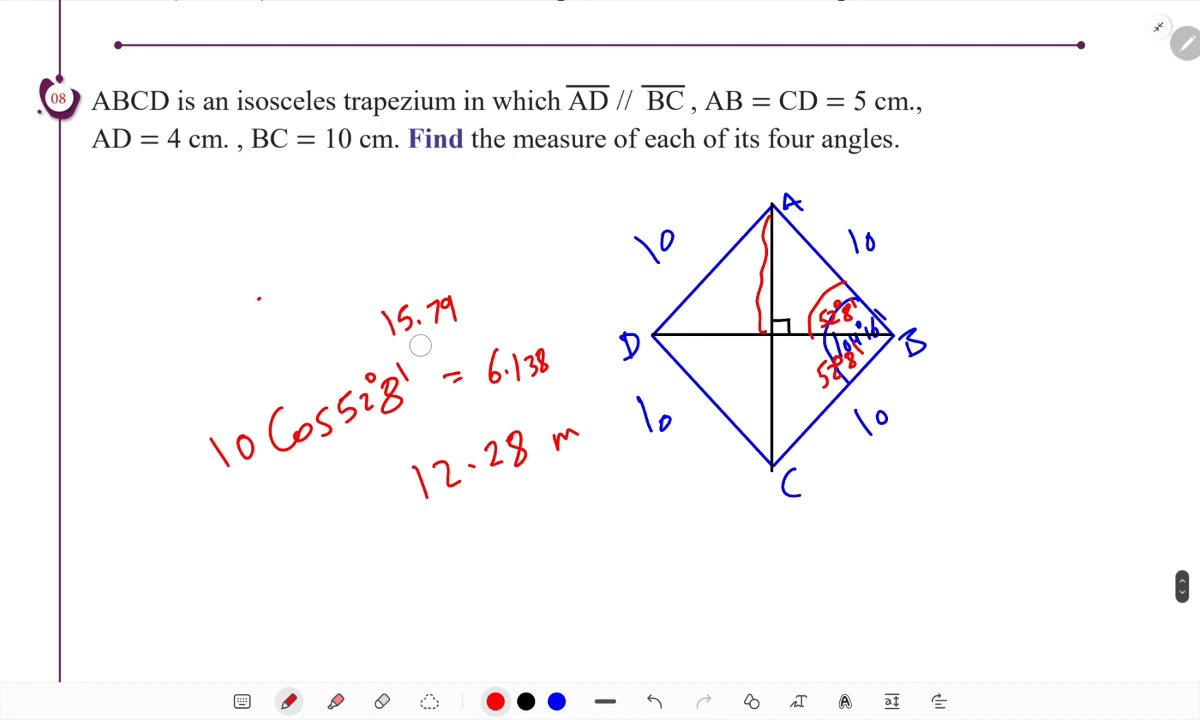 08 ABCD is an isosceles trapezium in which AD // BC , AB = CD = 5 cm.,
AD = 4 cm. , BC = 10 cm. Find the measure of each of its four angles.
A
10
10
15.79
52°8'
104°16'
D
B
52°8'
10 Cos52°8' = 6.138
10
10
12.28 m
C